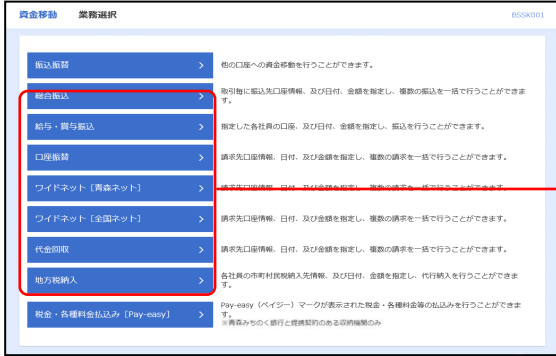 資金移動 業務選択 BSSK001
振込振替 > 他の口座への資金移動を行うことができます。
総合振込 > 取引毎に振込先口座情報、及び日付、金額を指定し、複数の振込を一括で行うことができま
す。
給与・賞与振込 > 指定した各社員の口座、及び日付、金額を指定し、振込を行うことができます。
口座振替 > 請求先口座情報、日付、及び金額を指定し、複数の請求を一括で行うことができます。
ワイドネット［青森ネット］ > 請求先口座情報、日付、及び金額を指定し、複数の請求を一括で行うことができます。
ワイドネット［全国ネット］ > 請求先口座情報、日付、及び金額を指定し、複数の請求を一括で行うことができます。
代金回収 > 請求先口座情報、日付、及び金額を指定し、複数の請求を一括で行うことができます。
地方税納入 > 各社員の市町村民税納入先情報、及び日付、金額を指定し、代行納入を行うことができま
す。
税金・各種料金払込み［Pay-easy］ > Pay-easy（ペイジー）マークが表示された税金・各種料金等の払込みを行うことができま
す。
※青森みちのく銀行と提携契約のある収納機関のみ